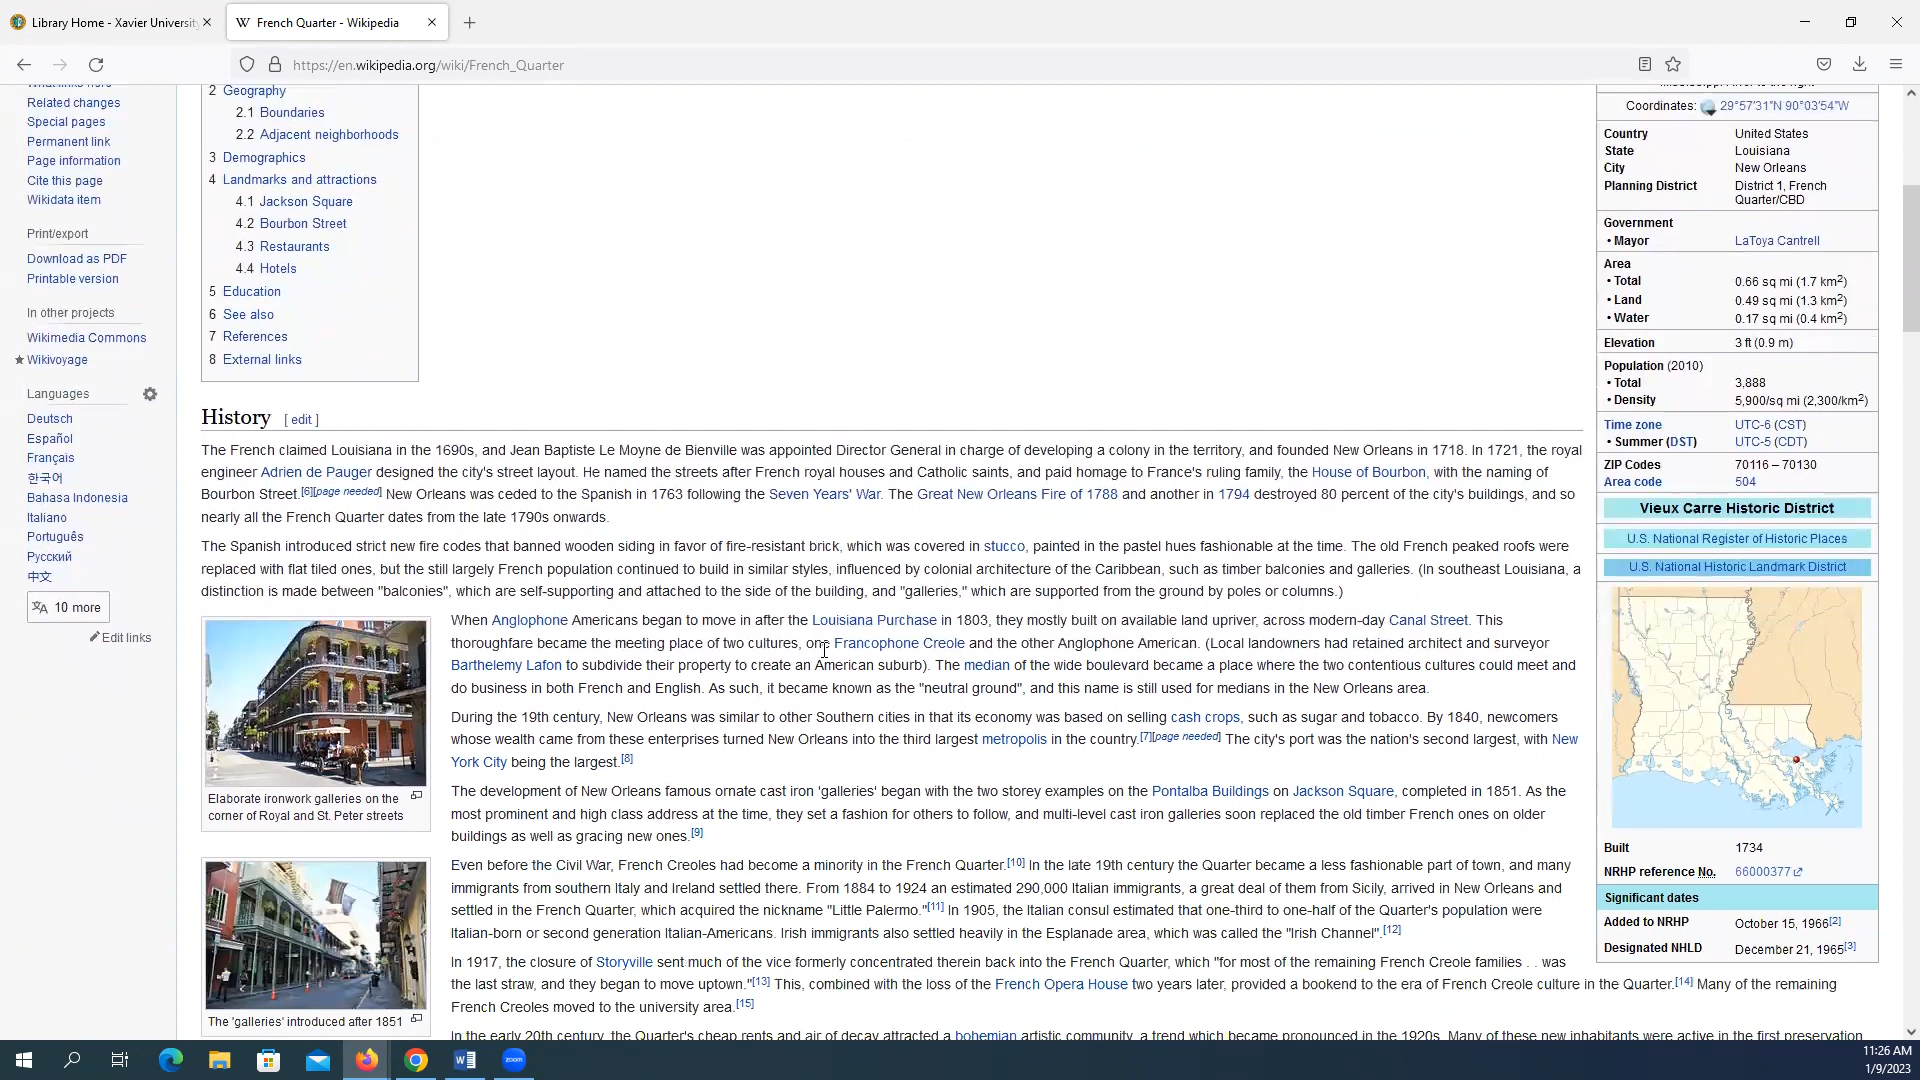 Library Home - Xavier University
French Quarter - Wikipedia
https://en.wikipedia.org/wiki/French_Quarter
Related changes
Special pages
Permanent link
Page information
Cite this page
Wikidata item
Print/export
Download as PDF
Printable version
In other projects
Wikimedia Commons
Wikivoyage
Languages
Deutsch
Español
Français
한국어
Bahasa Indonesia
Italiano
Português
Русский
中文
10 more
Edit links
2 Geography
2.1 Boundaries
2.2 Adjacent neighborhoods
3 Demographics
4 Landmarks and attractions
4.1 Jackson Square
4.2 Bourbon Street
4.3 Restaurants
4.4 Hotels
5 Education
6 See also
7 References
8 External links
History [ edit ]
The French claimed Louisiana in the 1690s, and Jean Baptiste Le Moyne de Bienville was appointed Director General in charge of developing a colony in the territory, and founded New Orleans in 1718. In 1721, the royal
engineer Adrien de Pauger designed the city's street layout. He named the streets after French royal houses and Catholic saints, and paid homage to France's ruling family, the House of Bourbon, with the naming of
Bourbon Street.[6][page needed] New Orleans was ceded to the Spanish in 1763 following the Seven Years' War. The Great New Orleans Fire of 1788 and another in 1794 destroyed 80 percent of the city's buildings, and so
nearly all the French Quarter dates from the late 1790s onwards.
The Spanish introduced strict new fire codes that banned wooden siding in favor of fire-resistant brick, which was covered in stucco, painted in the pastel hues fashionable at the time. The old French peaked roofs were
replaced with flat tiled ones, but the still largely French population continued to build in similar styles, influenced by colonial architecture of the Caribbean, such as timber balconies and galleries. (In southeast Louisiana, a
distinction is made between "balconies", which are self-supporting and attached to the side of the building, and "galleries," which are supported from the ground by poles or columns.)
When Anglophone Americans began to move in after the Louisiana Purchase in 1803, they mostly built on available land upriver, across modern-day Canal Street. This
thoroughfare became the meeting place of two cultures, one Francophone Creole and the other Anglophone American. (Local landowners had retained architect and surveyor
Barthelemy Lafon to subdivide their property to create an American suburb). The median of the wide boulevard became a place where the two contentious cultures could meet and
do business in both French and English. As such, it became known as the "neutral ground", and this name is still used for medians in the New Orleans area.
During the 19th century, New Orleans was similar to other Southern cities in that its economy was based on selling cash crops, such as sugar and tobacco. By 1840, newcomers
whose wealth came from these enterprises turned New Orleans into the third largest metropolis in the country.[7][page needed] The city's port was the nation's second largest, with New
York City being the largest.[8]
The development of New Orleans famous ornate cast iron 'galleries' began with the two storey examples on the Pontalba Buildings on Jackson Square, completed in 1851. As the
most prominent and high class address at the time, they set a fashion for others to follow, and multi-level cast iron galleries soon replaced the old timber French ones on older
buildings as well as gracing new ones.[9]
Even before the Civil War, French Creoles had become a minority in the French Quarter.[10] In the late 19th century the Quarter became a less fashionable part of town, and many
immigrants from southern Italy and Ireland settled there. From 1884 to 1924 an estimated 290,000 Italian immigrants, a great deal of them from Sicily, arrived in New Orleans and
settled in the French Quarter, which acquired the nickname "Little Palermo."[11] In 1905, the Italian consul estimated that one-third to one-half of the Quarter's population were
Italian-born or second generation Italian-Americans. Irish immigrants also settled heavily in the Esplanade area, which was called the "Irish Channel".[12]
In 1917, the closure of Storyville sent much of the vice formerly concentrated therein back into the French Quarter, which "for most of the remaining French Creole families . . was
the last straw, and they began to move uptown."[13] This, combined with the loss of the French Opera House two years later, provided a bookend to the era of French Creole culture in the Quarter.[14] Many of the remaining
French Creoles moved to the university area.[15]
In the early 20th century, the Quarter's cheap rents and air of decay attracted a bohemian artistic community, a trend which became pronounced in the 1920s. Many of these new inhabitants were active in the first preservation
Elaborate ironwork galleries on the
corner of Royal and St. Peter streets
The 'galleries' introduced after 1851
Coordinates: 29°57′31″N 90°03′54″W
Country United States
State Louisiana
City New Orleans
Planning District District 1, French
Quarter/CBD
Government
• Mayor LaToya Cantrell
Area
• Total 0.66 sq mi (1.7 km2)
• Land 0.49 sq mi (1.3 km2)
• Water 0.17 sq mi (0.4 km2)
Elevation 3 ft (0.9 m)
Population (2010)
• Total 3,888
• Density 5,900/sq mi (2,300/km2)
Time zone UTC-6 (CST)
• Summer (DST) UTC-5 (CDT)
ZIP Codes 70116 – 70130
Area code 504
Vieux Carre Historic District
U.S. National Register of Historic Places
U.S. National Historic Landmark District
Built 1734
NRHP reference No. 66000377
Significant dates
Added to NRHP October 15, 1966[2]
Designated NHLD December 21, 1965[3]
zoom
11:26 AM
1/9/2023